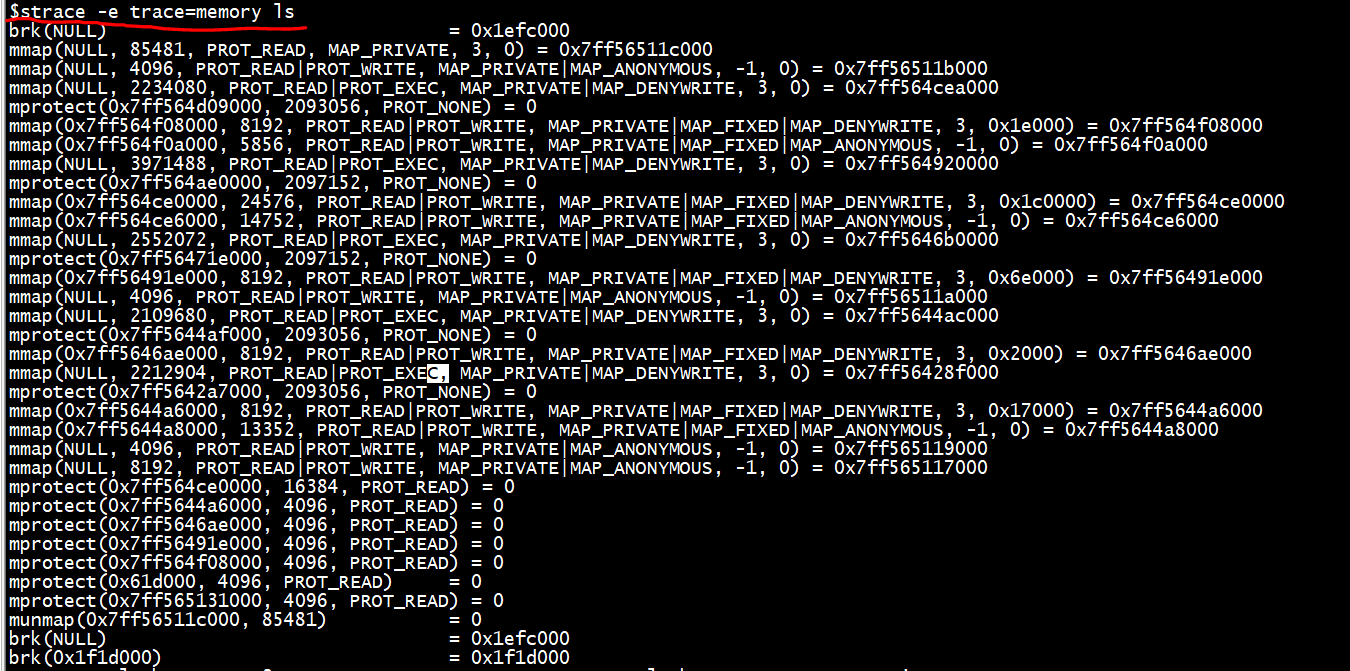 $strace -e trace=memory ls
brk(NULL) = 0x1efc000
mmap(NULL, 85481, PROT_READ, MAP_PRIVATE, 3, 0) = 0x7ff56511c000
mmap(NULL, 4096, PROT_READ|PROT_WRITE, MAP_PRIVATE|MAP_ANONYMOUS, -1, 0) = 0x7ff56511b000
mmap(NULL, 2234080, PROT_READ|PROT_EXEC, MAP_PRIVATE|MAP_DENYWRITE, 3, 0) = 0x7ff564cea000
mprotect(0x7ff564d09000, 2093056, PROT_NONE) = 0
mmap(0x7ff564f08000, 8192, PROT_READ|PROT_WRITE, MAP_PRIVATE|MAP_FIXED|MAP_DENYWRITE, 3, 0x1e000) = 0x7ff564f08000
mmap(0x7ff564f0a000, 5856, PROT_READ|PROT_WRITE, MAP_PRIVATE|MAP_FIXED|MAP_ANONYMOUS, -1, 0) = 0x7ff564f0a000
mmap(NULL, 3971488, PROT_READ|PROT_EXEC, MAP_PRIVATE|MAP_DENYWRITE, 3, 0) = 0x7ff564920000
mprotect(0x7ff564ae0000, 2097152, PROT_NONE) = 0
mmap(0x7ff564ce0000, 24576, PROT_READ|PROT_WRITE, MAP_PRIVATE|MAP_FIXED|MAP_DENYWRITE, 3, 0x1c0000) = 0x7ff564ce0000
mmap(0x7ff564ce6000, 14752, PROT_READ|PROT_WRITE, MAP_PRIVATE|MAP_FIXED|MAP_ANONYMOUS, -1, 0) = 0x7ff564ce6000
mmap(NULL, 2552072, PROT_READ|PROT_EXEC, MAP_PRIVATE|MAP_DENYWRITE, 3, 0) = 0x7ff5646b0000
mprotect(0x7ff56471e000, 2097152, PROT_NONE) = 0
mmap(0x7ff56491e000, 8192, PROT_READ|PROT_WRITE, MAP_PRIVATE|MAP_FIXED|MAP_DENYWRITE, 3, 0x6e000) = 0x7ff56491e000
mmap(NULL, 4096, PROT_READ|PROT_WRITE, MAP_PRIVATE|MAP_ANONYMOUS, -1, 0) = 0x7ff56511a000
mmap(NULL, 2109680, PROT_READ|PROT_EXEC, MAP_PRIVATE|MAP_DENYWRITE, 3, 0) = 0x7ff5644ac000
mprotect(0x7ff5644af000, 2093056, PROT_NONE) = 0
mmap(0x7ff5646ae000, 8192, PROT_READ|PROT_WRITE, MAP_PRIVATE|MAP_FIXED|MAP_DENYWRITE, 3, 0x2000) = 0x7ff5646ae000
mmap(NULL, 2212904, PROT_READ|PROT_EXEC, MAP_PRIVATE|MAP_DENYWRITE, 3, 0) = 0x7ff56428f000
mprotect(0x7ff5642a7000, 2093056, PROT_NONE) = 0
mmap(0x7ff5644a6000, 8192, PROT_READ|PROT_WRITE, MAP_PRIVATE|MAP_FIXED|MAP_DENYWRITE, 3, 0x17000) = 0x7ff5644a6000
mmap(0x7ff5644a8000, 13352, PROT_READ|PROT_WRITE, MAP_PRIVATE|MAP_FIXED|MAP_ANONYMOUS, -1, 0) = 0x7ff5644a8000
mmap(NULL, 4096, PROT_READ|PROT_WRITE, MAP_PRIVATE|MAP_ANONYMOUS, -1, 0) = 0x7ff565119000
mmap(NULL, 8192, PROT_READ|PROT_WRITE, MAP_PRIVATE|MAP_ANONYMOUS, -1, 0) = 0x7ff565117000
mprotect(0x7ff564ce0000, 16384, PROT_READ) = 0
mprotect(0x7ff5644a6000, 4096, PROT_READ) = 0
mprotect(0x7ff5646ae000, 4096, PROT_READ) = 0
mprotect(0x7ff56491e000, 4096, PROT_READ) = 0
mprotect(0x7ff564f08000, 4096, PROT_READ) = 0
mprotect(0x61d000, 4096, PROT_READ) = 0
mprotect(0x7ff565131000, 4096, PROT_READ) = 0
munmap(0x7ff56511c000, 85481) = 0
brk(NULL) = 0x1efc000
brk(0x1f1d000) = 0x1f1d000